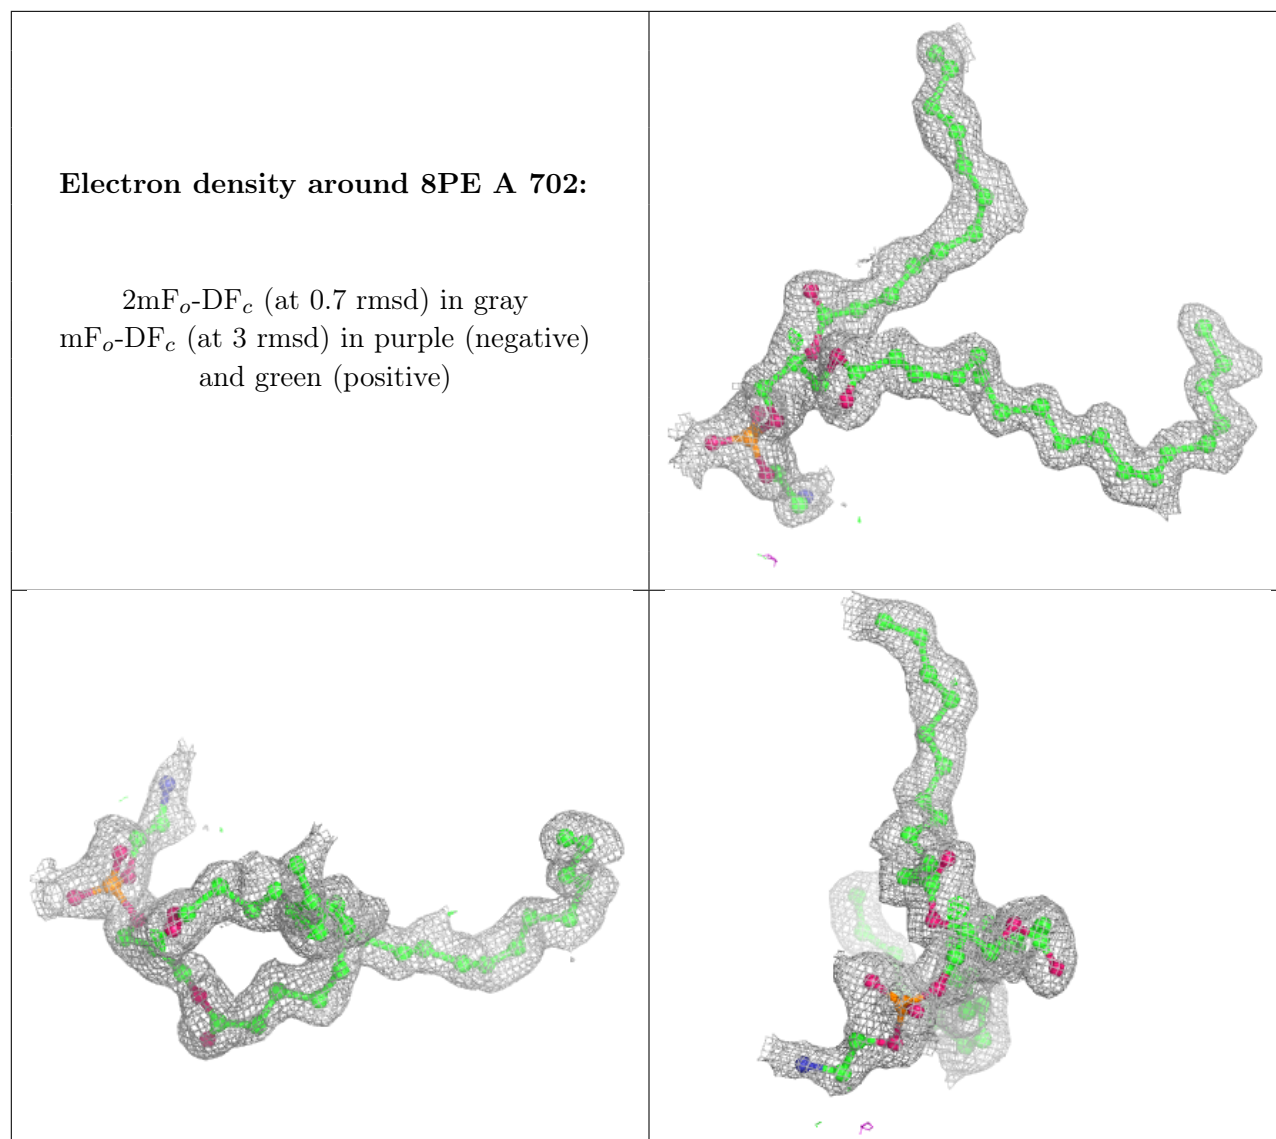 Electron density around 8PE A 702:
2mFo-DFc (at 0.7 rmsd) in gray
mFo-DFc (at 3 rmsd) in purple (negative)
and green (positive)